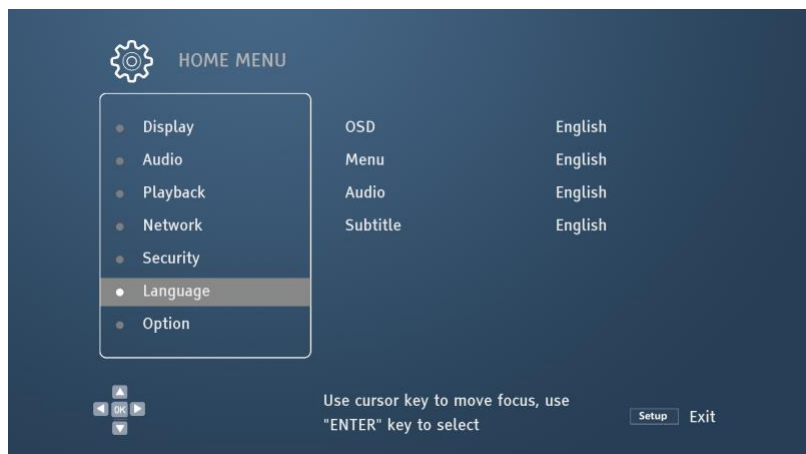 HOME MENU
Display
Audio
Playback
Network
Security
Language
Option
OSD English
Menu English
Audio English
Subtitle English
OK
Use cursor key to move focus, use
"ENTER" key to select
Setup Exit